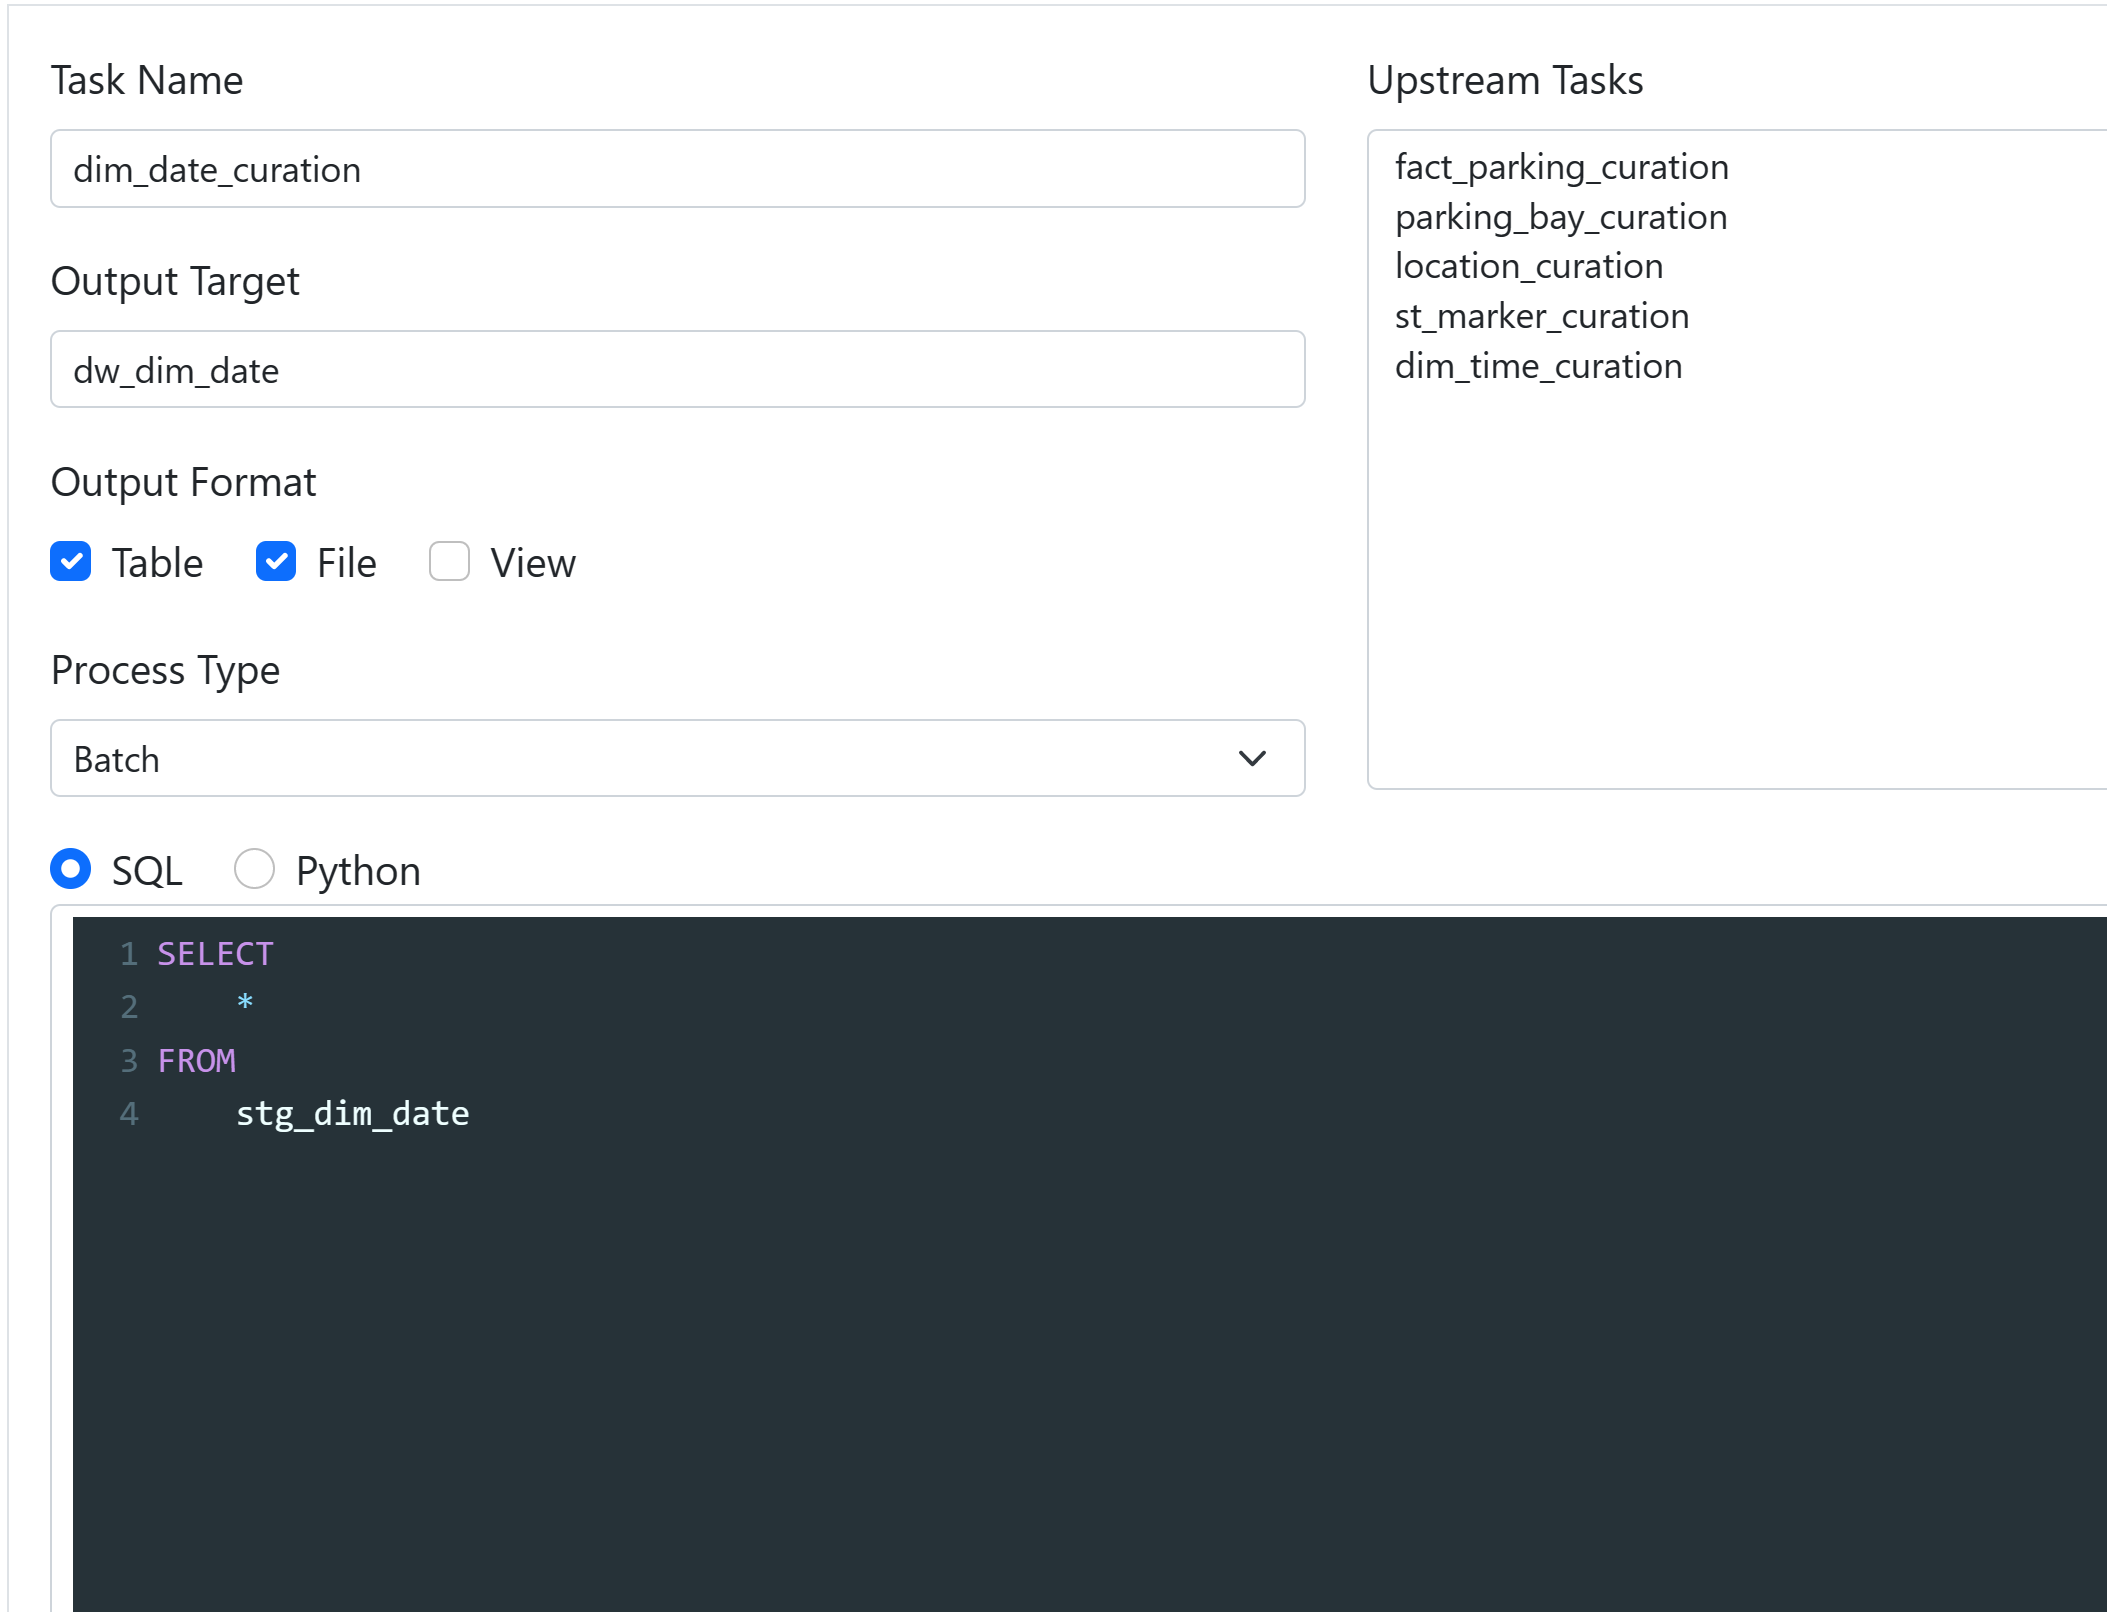 Task Name
dim_date_curation
Output Target
dw_dim_date
Output Format
Table File View
Process Type
Batch
Upstream Tasks
fact_parking_curation
parking_bay_curation
location_curation
st_marker_curation
dim_time_curation
SQL Python
1 SELECT
2     *
3 FROM
4     stg_dim_date